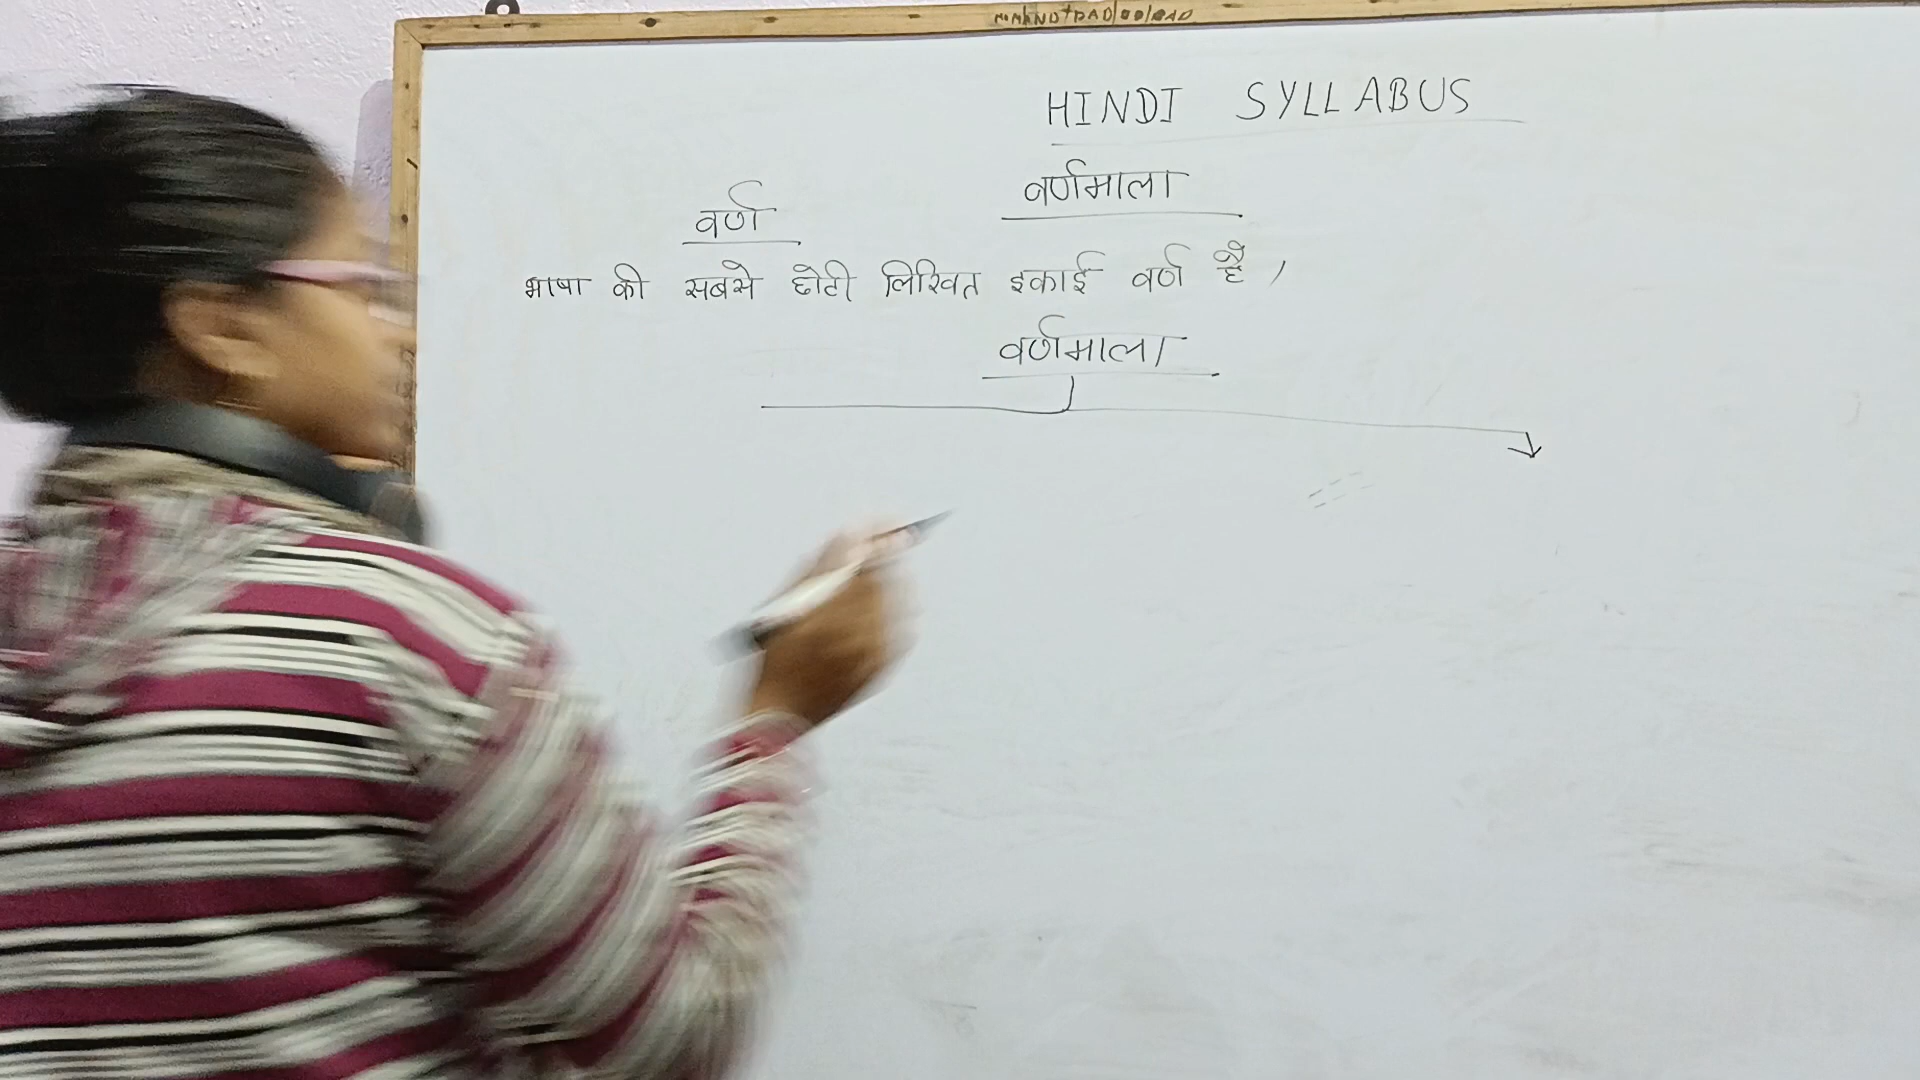 HINDI SYLLABUS
वर्णमाला
वर्ण
भाषा की सबसे छोटी लिखित इकाई वर्ण है,
वर्णमाला